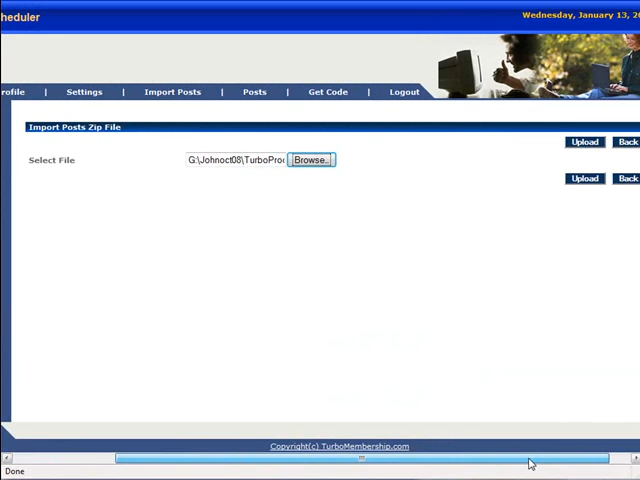 heduler
Wednesday, January 13, 20
rofile | Settings | Import Posts | Posts | Get Code | Logout
Import Posts Zip File
Upload Back
Select File G:\Johnoct08\TurboProd Browse..
Upload Back
Copyright(c) TurboMembership.com
Done